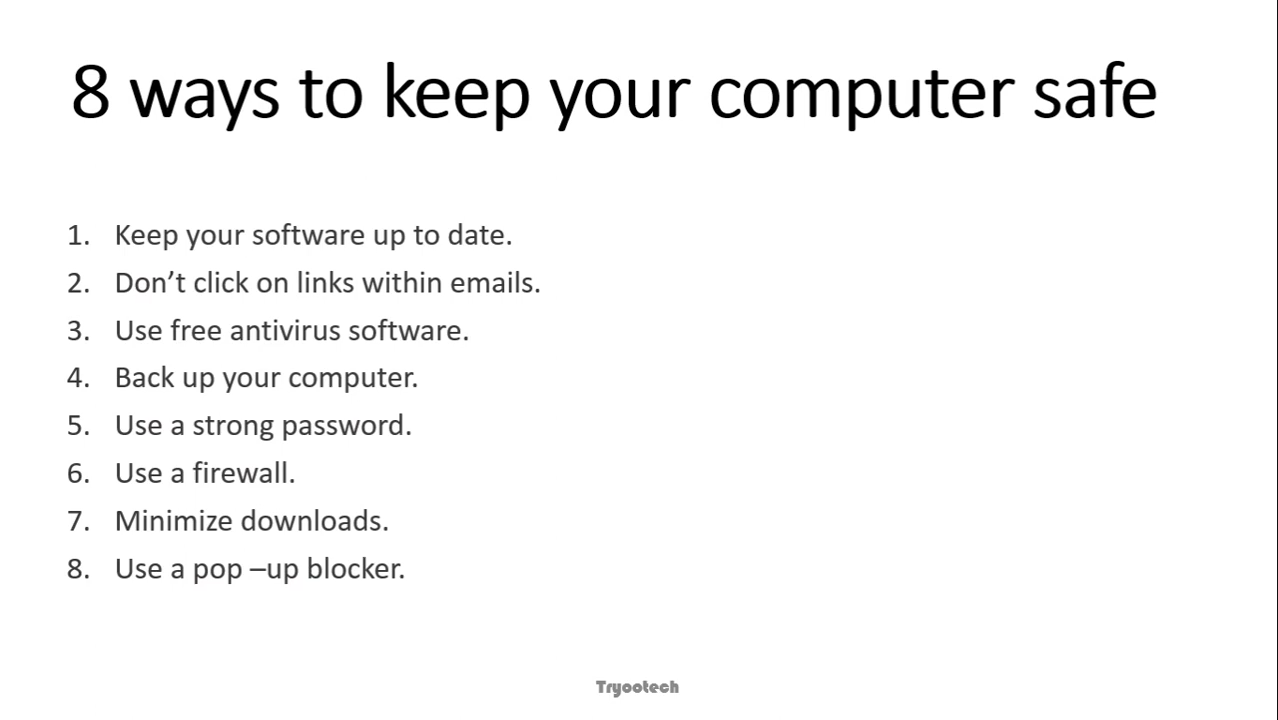 8 ways to keep your computer safe
1. Keep your software up to date.
2. Don’t click on links within emails.
3. Use free antivirus software.
4. Back up your computer.
5. Use a strong password.
6. Use a firewall.
7. Minimize downloads.
8. Use a pop –up blocker.
Tryootech